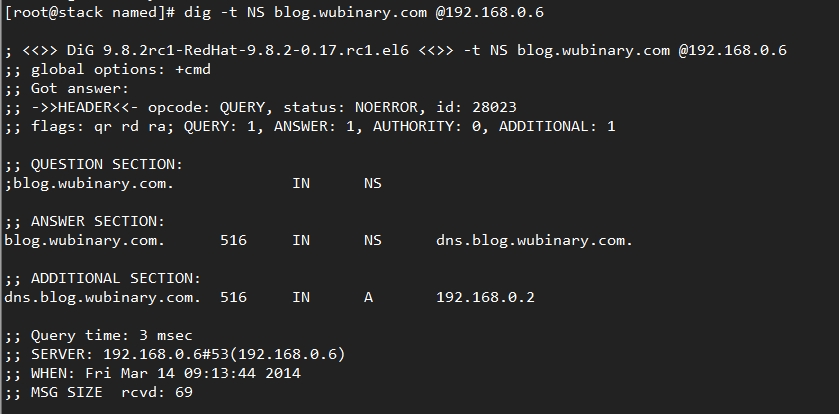 [root@stack named]# dig -t NS blog.wubinary.com @192.168.0.6
; <<>> DiG 9.8.2rc1-RedHat-9.8.2-0.17.rc1.el6 <<>> -t NS blog.wubinary.com @192.168.0.6
;; global options: +cmd
;; Got answer:
;; ->>HEADER<<- opcode: QUERY, status: NOERROR, id: 28023
;; flags: qr rd ra; QUERY: 1, ANSWER: 1, AUTHORITY: 0, ADDITIONAL: 1
;; QUESTION SECTION:
;blog.wubinary.com. IN NS
;; ANSWER SECTION:
blog.wubinary.com. 516 IN NS dns.blog.wubinary.com.
;; ADDITIONAL SECTION:
dns.blog.wubinary.com. 516 IN A 192.168.0.2
;; Query time: 3 msec
;; SERVER: 192.168.0.6#53(192.168.0.6)
;; WHEN: Fri Mar 14 09:13:44 2014
;; MSG SIZE rcvd: 69